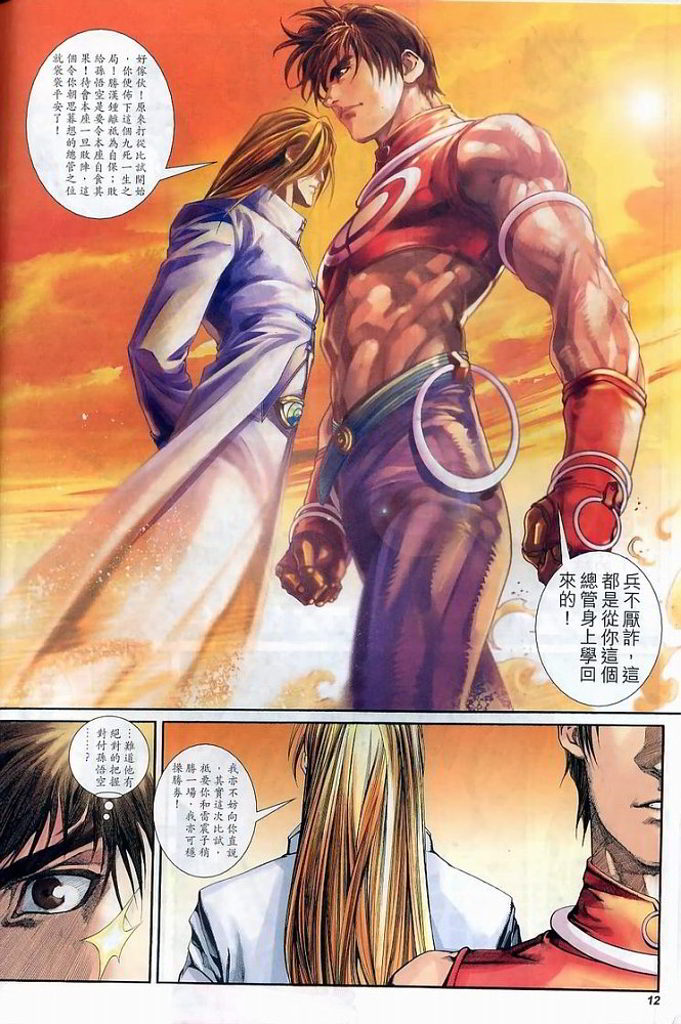 好傢伙！原來打從比試開始
，你便佈下這個九死一生之
局！勝漢鍾離祇為自保；敗
給孫悟空是要令本座自食其
果！待會本座一旦敗陣，這
個令你朝思暮想的總管之位
就袋袋平安了！
兵不厭詐，這
都是從你這個
總管身上學回
來的！
我亦不妨向你直說
，其實這次比試，
祇要你和雷震子稍
勝一場，我亦可穩
操勝券！
…難道他有
絕對的把握
對付孫悟空
……？
12